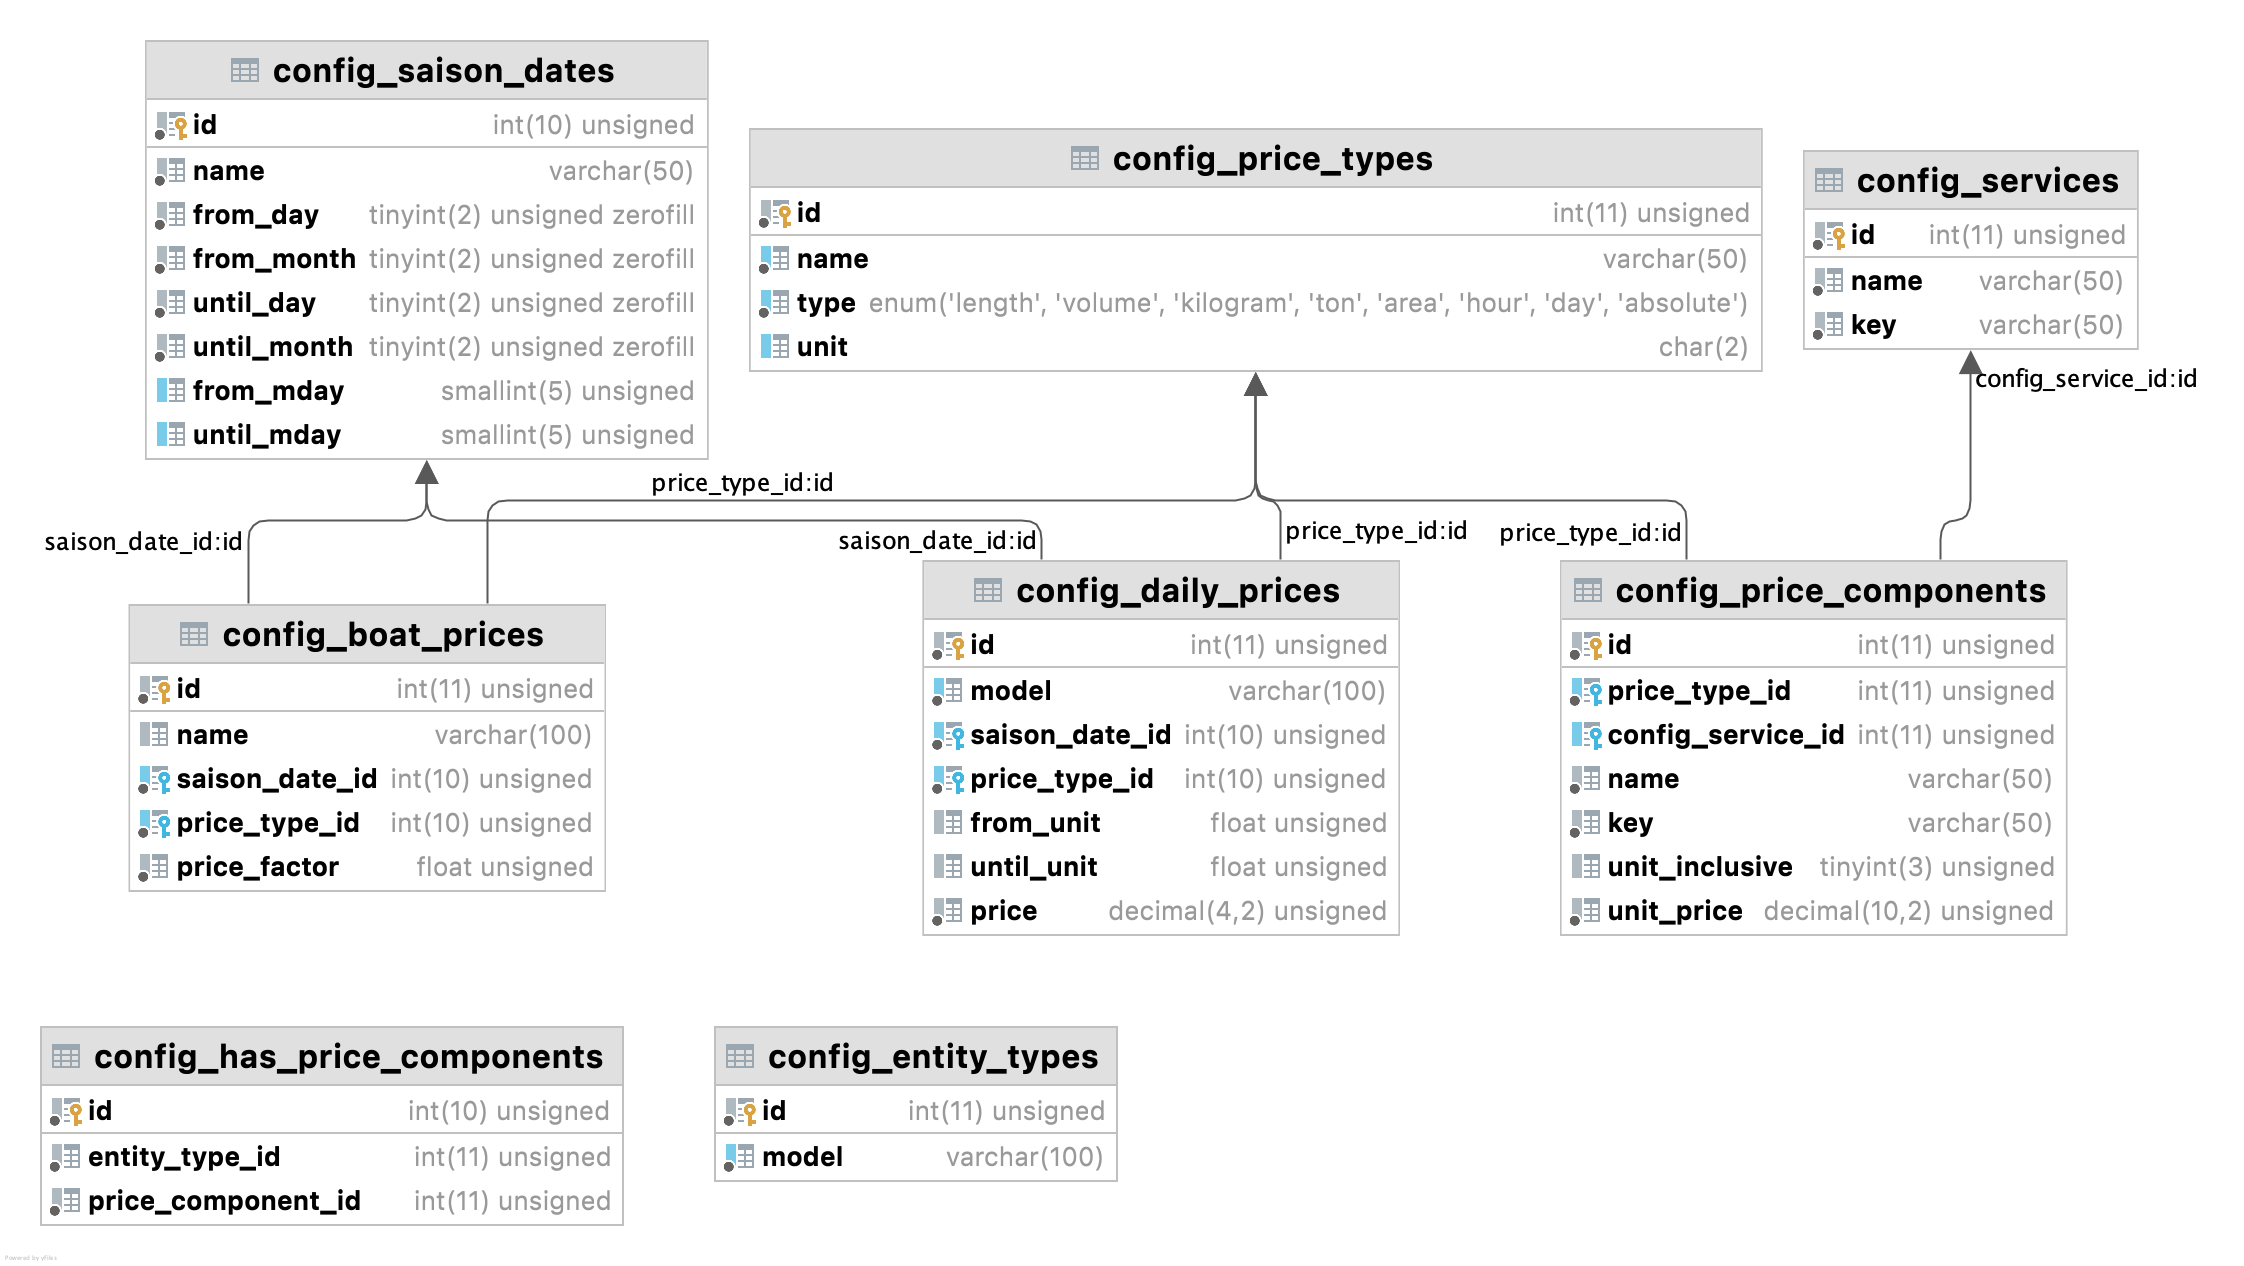 config_saison_dates
id int(10) unsigned
name varchar(50)
from_day tinyint(2) unsigned zerofill
from_month tinyint(2) unsigned zerofill
until_day tinyint(2) unsigned zerofill
until_month tinyint(2) unsigned zerofill
from_mday smallint(5) unsigned
until_mday smallint(5) unsigned
config_price_types
id int(11) unsigned
name varchar(50)
type enum('length', 'volume', 'kilogram', 'ton', 'area', 'hour', 'day', 'absolute')
unit char(2)
config_services
id int(11) unsigned
name varchar(50)
key varchar(50)
config_service_id:id
price_type_id:id
saison_date_id:id
saison_date_id:id
price_type_id:id
price_type_id:id
config_boat_prices
id int(11) unsigned
name varchar(100)
saison_date_id int(10) unsigned
price_type_id int(10) unsigned
price_factor float unsigned
config_daily_prices
id int(11) unsigned
model varchar(100)
saison_date_id int(10) unsigned
price_type_id int(10) unsigned
from_unit float unsigned
until_unit float unsigned
price decimal(4,2) unsigned
config_price_components
id int(11) unsigned
price_type_id int(11) unsigned
config_service_id int(11) unsigned
name varchar(50)
key varchar(50)
unit_inclusive tinyint(3) unsigned
unit_price decimal(10,2) unsigned
config_has_price_components
id int(10) unsigned
entity_type_id int(11) unsigned
price_component_id int(11) unsigned
config_entity_types
id int(11) unsigned
model varchar(100)
Powered by yFiles